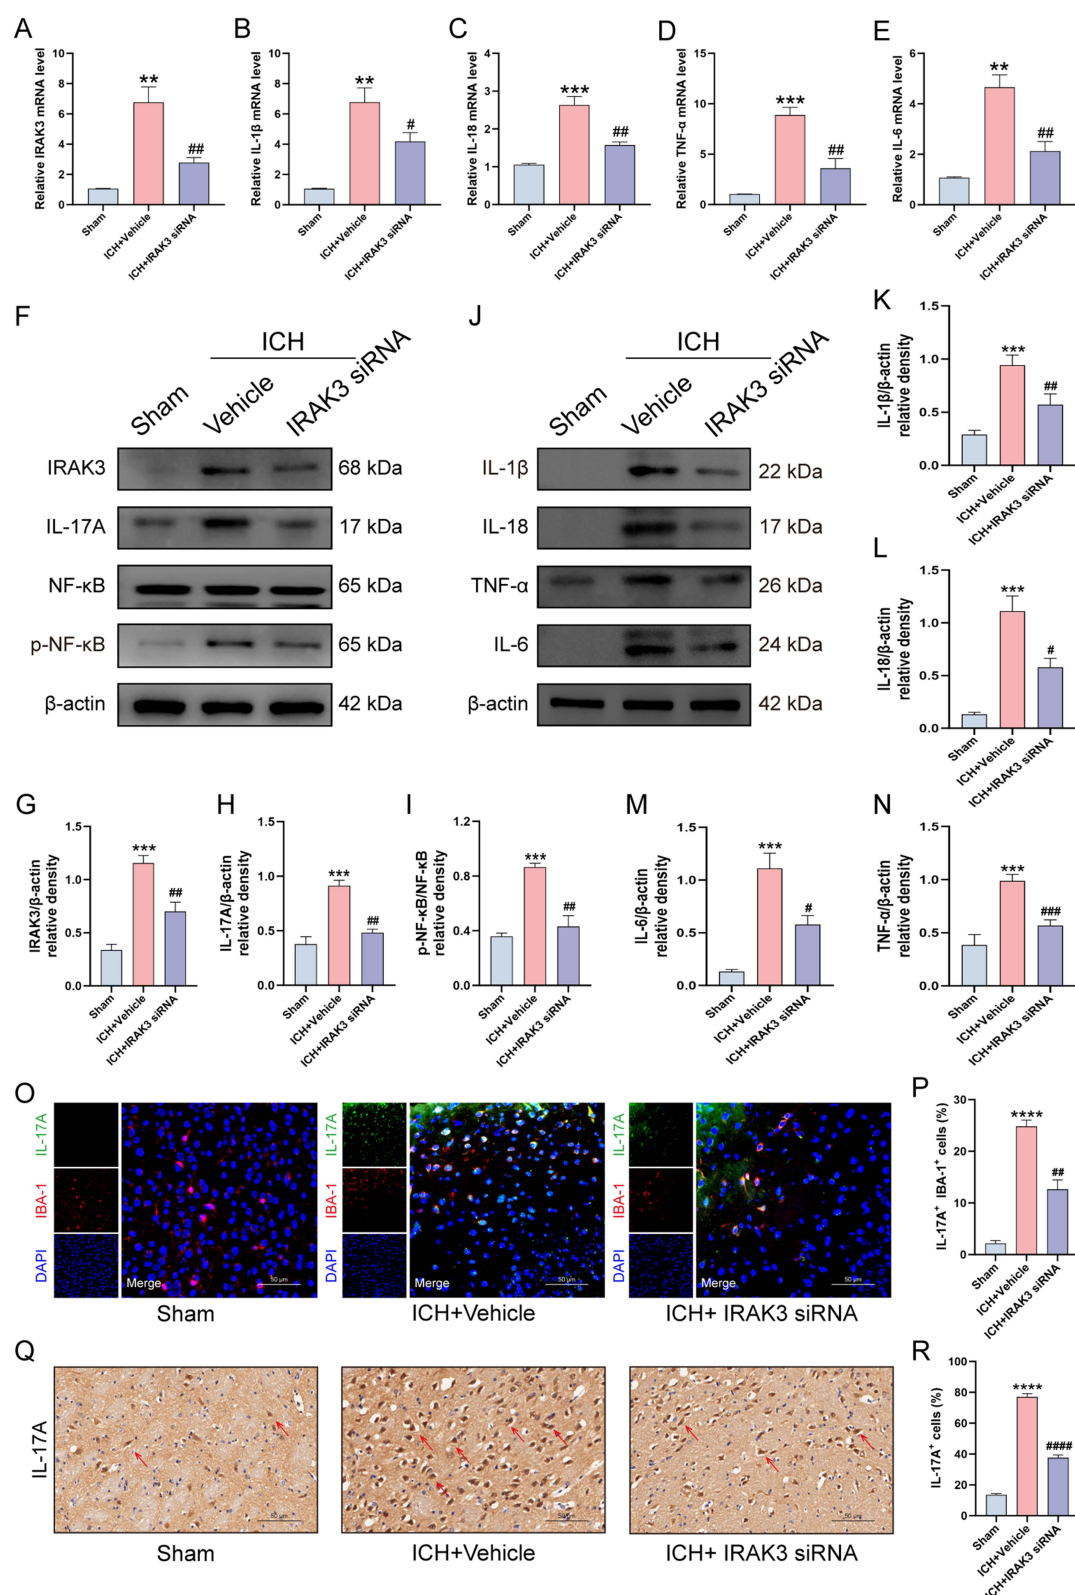 A
Relative IRAK3 mRNA level
10
8
6
4
2
0
**
##
Sham
ICH+Vehicle
ICH+IRAK3 siRNA
B
Relative IL-1β mRNA level
10
8
6
4
2
0
**
#
Sham
ICH+Vehicle
ICH+IRAK3 siRNA
C
Relative IL-18 mRNA level
4
3
2
1
0
***
##
Sham
ICH+Vehicle
ICH+IRAK3 siRNA
D
Relative TNF-α mRNA level
15
10
5
0
***
##
Sham
ICH+Vehicle
ICH+IRAK3 siRNA
E
Relative IL-6 mRNA level
6
4
2
0
**
##
Sham
ICH+Vehicle
ICH+IRAK3 siRNA
F
ICH
Sham
Vehicle
IRAK3 siRNA
IRAK3 68 kDa
IL-17A 17 kDa
NF-κB 65 kDa
p-NF-κB 65 kDa
β-actin 42 kDa
J
ICH
Sham
Vehicle
IRAK3 siRNA
IL-1β 22 kDa
IL-18 17 kDa
TNF-α 26 kDa
IL-6 24 kDa
β-actin 42 kDa
K
IL-1β/β-actin
relative density
1.5
1.0
0.5
0.0
***
##
Sham
ICH+Vehicle
ICH+IRAK3 siRNA
L
IL-18/β-actin
relative density
1.5
1.0
0.5
0.0
***
#
Sham
ICH+Vehicle
ICH+IRAK3 siRNA
G
IRAK3/β-actin
relative density
1.5
1.0
0.5
0.0
***
##
Sham
ICH+Vehicle
ICH+IRAK3 siRNA
H
IL-17A/β-actin
relative density
1.5
1.0
0.5
0.0
***
##
Sham
ICH+Vehicle
ICH+IRAK3 siRNA
I
p-NF-κB/NF-κB
relative density
1.2
0.8
0.4
0.0
***
##
Sham
ICH+Vehicle
ICH+IRAK3 siRNA
M
IL-6/β-actin
relative density
1.5
1.0
0.5
0.0
***
#
Sham
ICH+Vehicle
ICH+IRAK3 siRNA
N
TNF-α/β-actin
relative density
1.5
1.0
0.5
0.0
***
###
Sham
ICH+Vehicle
ICH+IRAK3 siRNA
O
IL-17A
IBA-1
DAPI
Merge
50 μm
Sham
IL-17A
IBA-1
DAPI
Merge
50 μm
ICH+Vehicle
IL-17A
IBA-1
DAPI
Merge
50 μm
ICH+ IRAK3 siRNA
P
IL-17A⁺ IBA-1⁺ cells (%)
30
20
10
0
****
##
Sham
ICH+Vehicle
ICH+IRAK3 siRNA
Q
IL-17A
50 μm
Sham
50 μm
ICH+Vehicle
50 μm
ICH+ IRAK3 siRNA
R
IL-17A⁺ cells (%)
100
80
60
40
20
0
****
####
Sham
ICH+Vehicle
ICH+IRAK3 siRNA